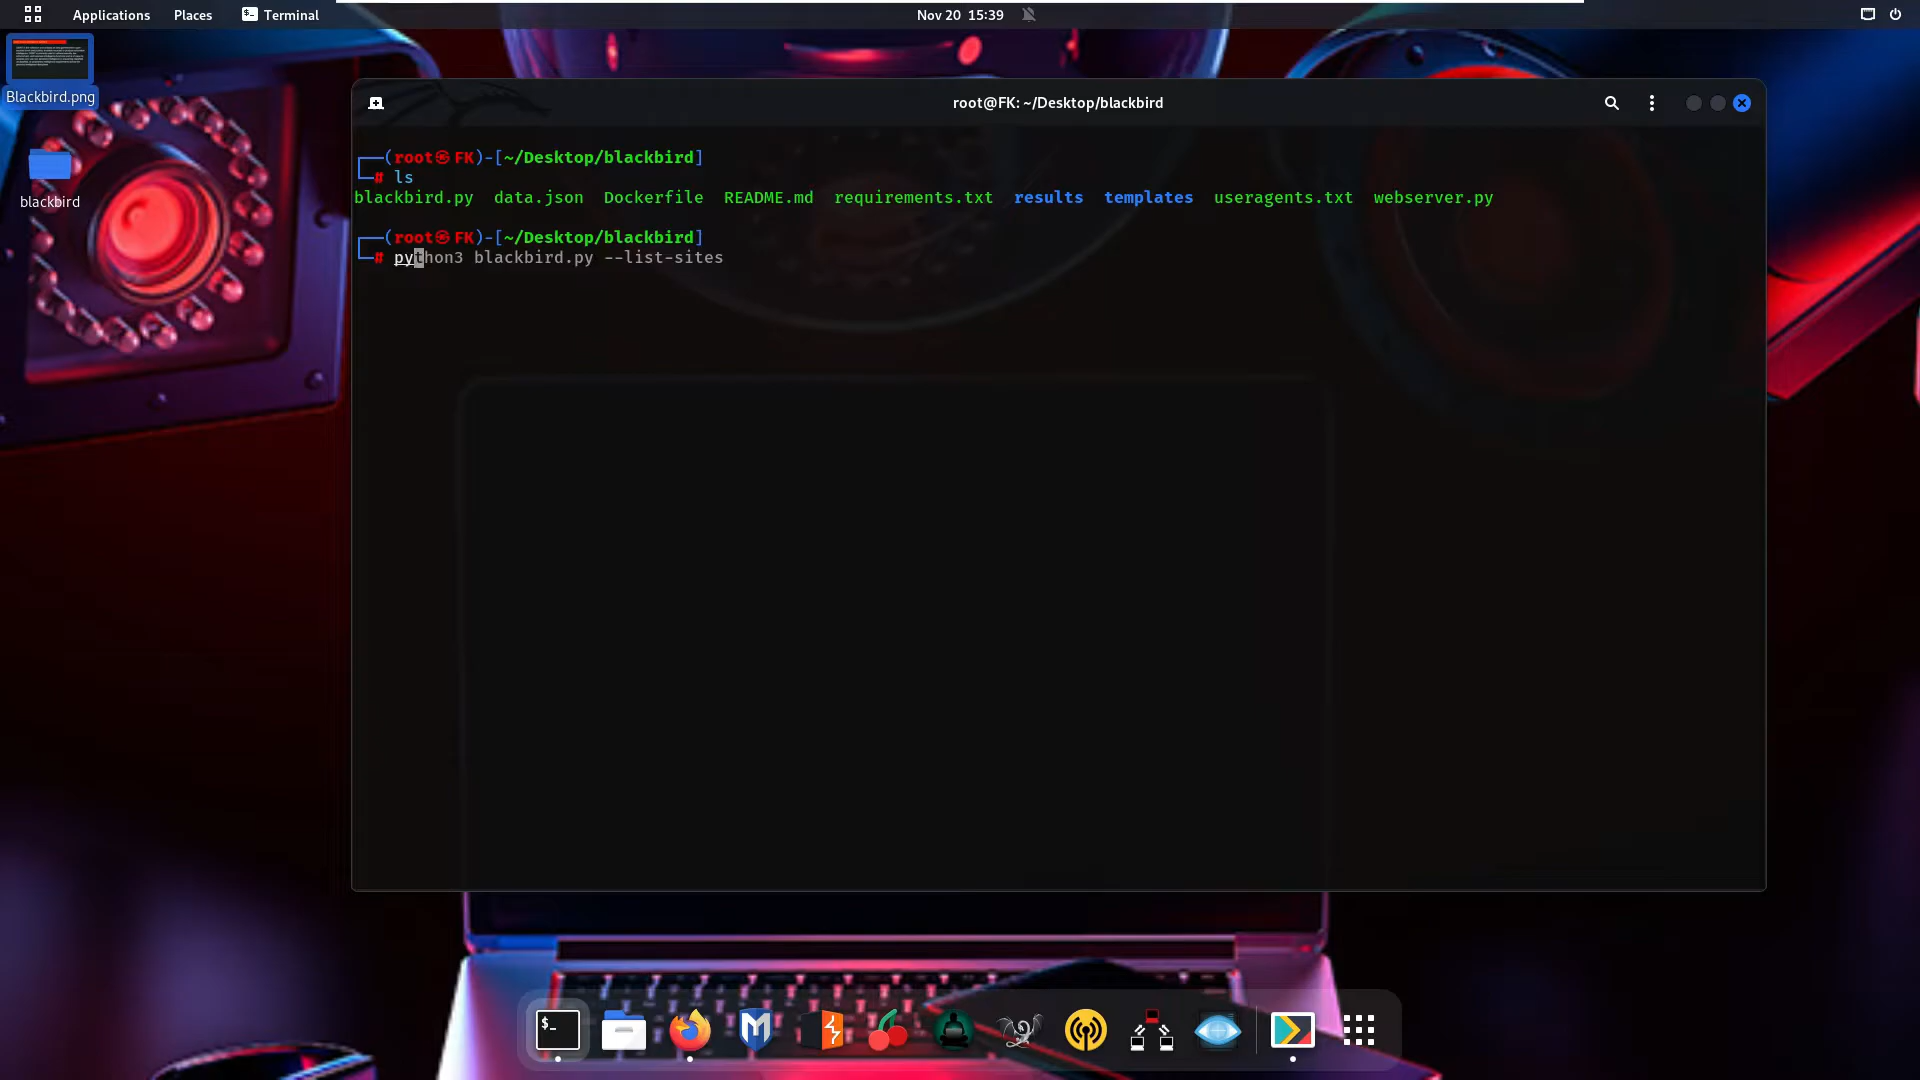 Applications Places Terminal Nov 20 15:39
Blackbird.png
blackbird
root@FK: ~/Desktop/blackbird
┌──(root㉿FK)-[~/Desktop/blackbird]
└─# ls
blackbird.py data.json Dockerfile README.md requirements.txt results templates useragents.txt webserver.py
┌──(root㉿FK)-[~/Desktop/blackbird]
└─# python3 blackbird.py --list-sites
$_